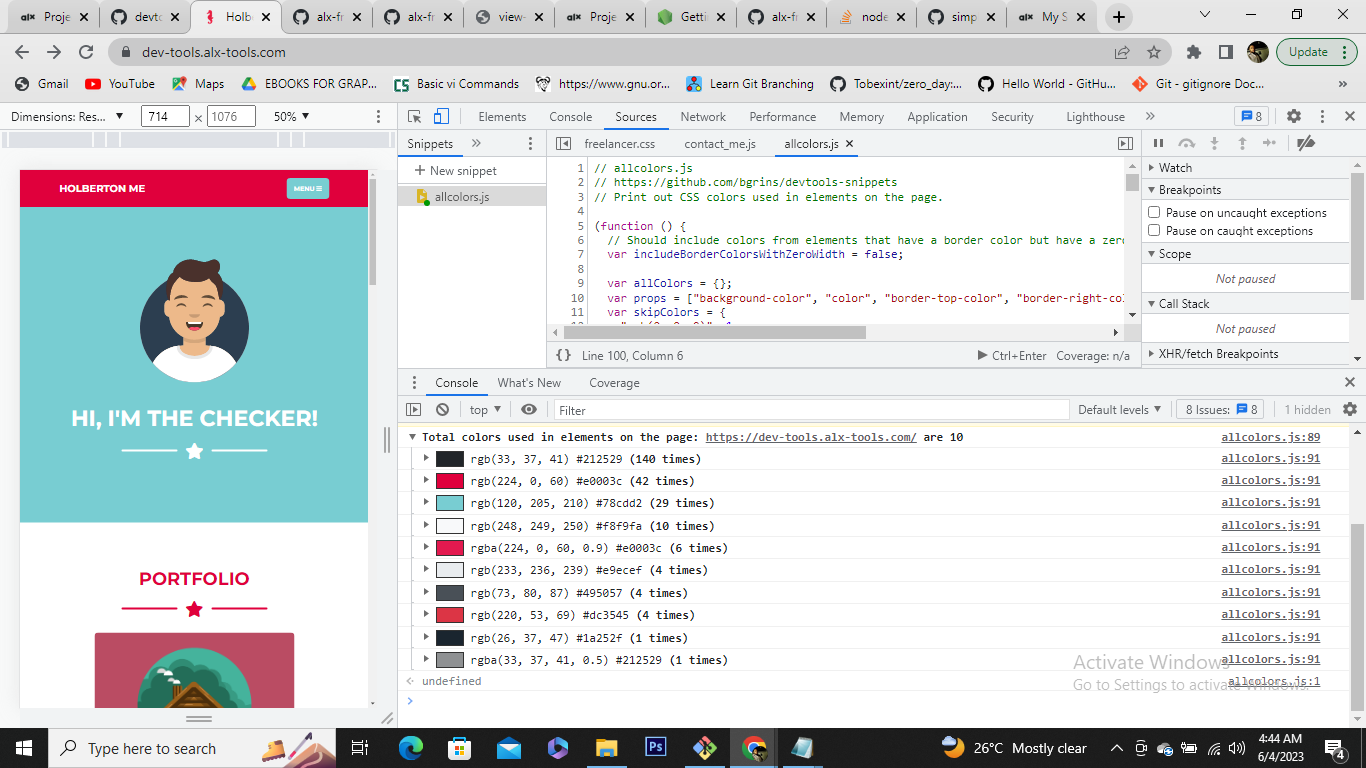 Proje
devto
Holbe
alx-fr
alx-fr
view-
Proje
Getti
alx-fr
node
simp
My S
dev-tools.alx-tools.com
Update
Gmail
YouTube
Maps
EBOOKS FOR GRAP...
Basic vi Commands
https://www.gnu.or...
Learn Git Branching
Tobexint/zero_day:...
Hello World - GitHu...
Git - gitignore Doc...
Dimensions: Res...
714 × 1076
50%
Elements
Console
Sources
Network
Performance
Memory
Application
Security
Lighthouse
8
Snippets
freelancer.css
contact_me.js
allcolors.js
New snippet
allcolors.js
1 // allcolors.js
2 // https://github.com/bgrins/devtools-snippets
3 // Print out CSS colors used in elements on the page.
4
5 (function () {
6 // Should include colors from elements that have a border color but have a zero
7 var includeBorderColorsWithZeroWidth = false;
8
9 var allColors = {};
10 var props = ["background-color", "color", "border-top-color", "border-right-col
11 var skipColors = {
{} Line 100, Column 6
Ctrl+Enter
Coverage: n/a
Watch
Breakpoints
Pause on uncaught exceptions
Pause on caught exceptions
Scope
Not paused
Call Stack
Not paused
XHR/fetch Breakpoints
HOLBERTON ME
MENU
HI, I'M THE CHECKER!
PORTFOLIO
Console
What's New
Coverage
top
Filter
Default levels
8 Issues: 8
1 hidden
Total colors used in elements on the page: https://dev-tools.alx-tools.com/ are 10 allcolors.js:89
rgb(33, 37, 41) #212529 (140 times) allcolors.js:91
rgb(224, 0, 60) #e0003c (42 times) allcolors.js:91
rgb(120, 205, 210) #78cdd2 (29 times) allcolors.js:91
rgb(248, 249, 250) #f8f9fa (10 times) allcolors.js:91
rgba(224, 0, 60, 0.9) #e0003c (6 times) allcolors.js:91
rgb(233, 236, 239) #e9ecef (4 times) allcolors.js:91
rgb(73, 80, 87) #495057 (4 times) allcolors.js:91
rgb(220, 53, 69) #dc3545 (4 times) allcolors.js:91
rgb(26, 37, 47) #1a252f (1 times) allcolors.js:91
rgba(33, 37, 41, 0.5) #212529 (1 times) allcolors.js:91
undefined allcolors.js:1
Activate Windows
Go to Settings to activate Windows.
Type here to search
26°C Mostly clear
4:44 AM
6/4/2023
4